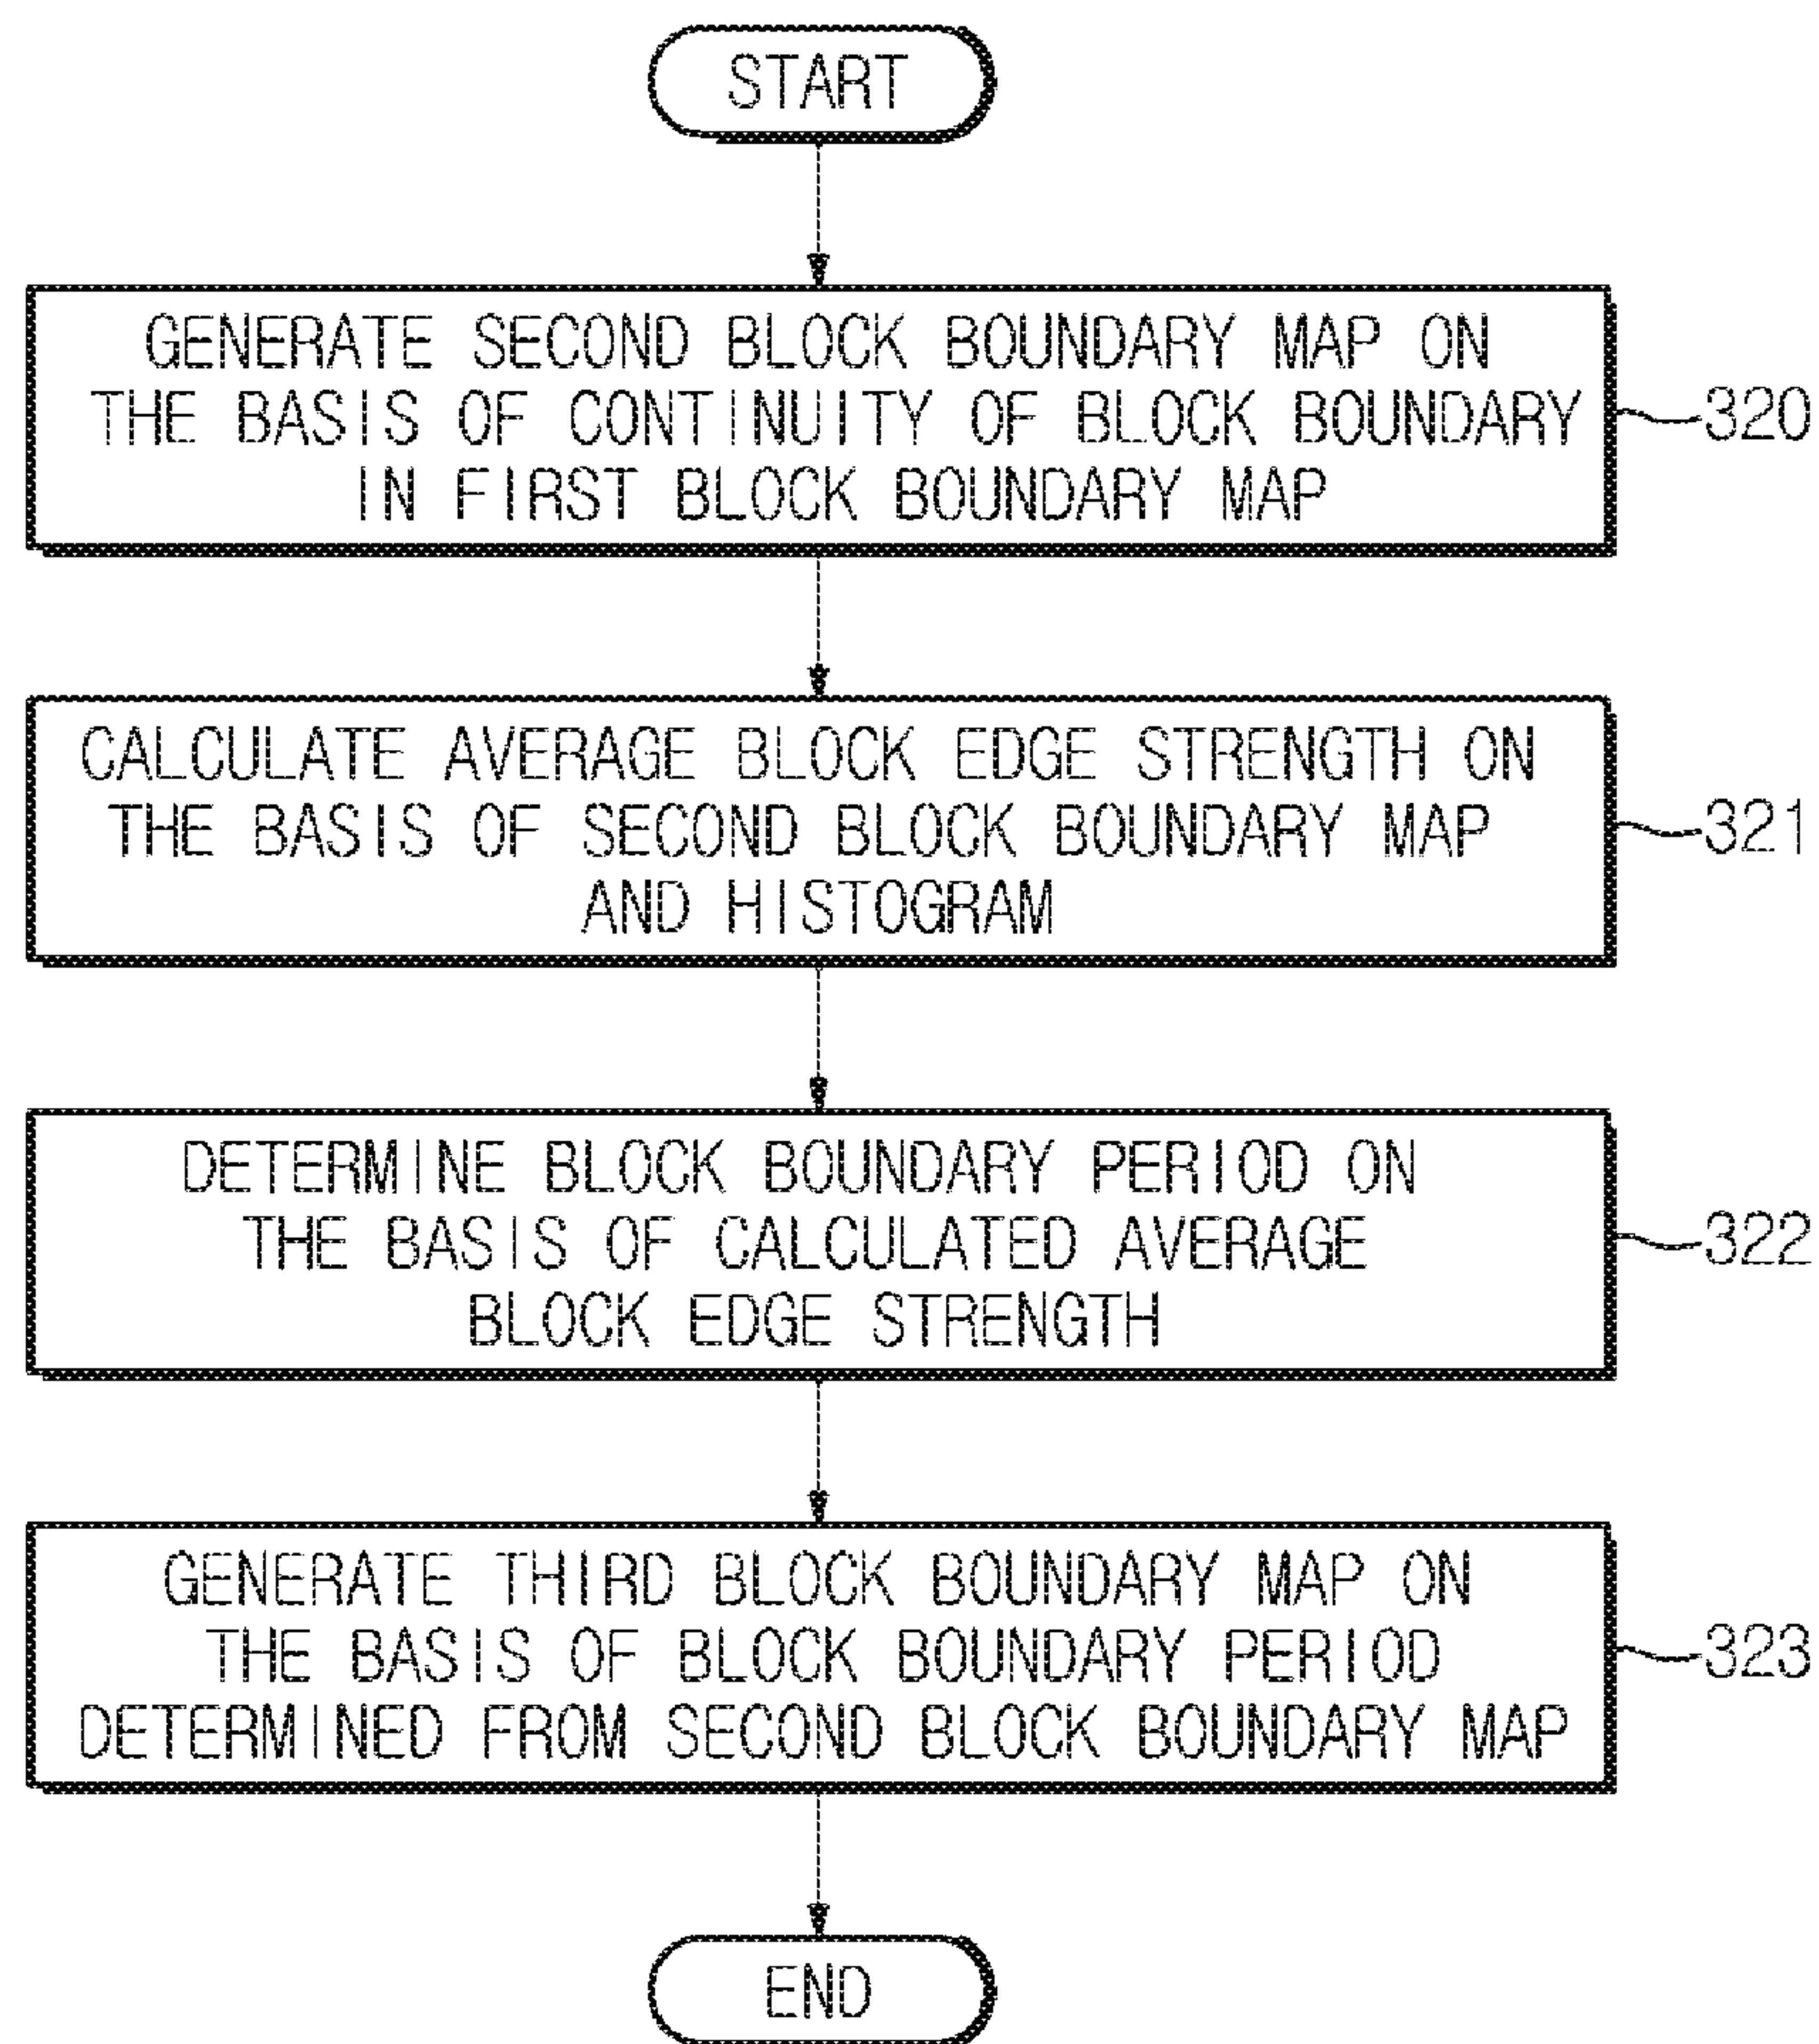 START
GENERATE SECOND BLOCK BOUNDARY MAP ON
THE BASIS OF CONTINUITY OF BLOCK BOUNDARY
IN FIRST BLOCK BOUNDARY MAP
320
CALCULATE AVERAGE BLOCK EDGE STRENGTH ON
THE BASIS OF SECOND BLOCK BOUNDARY MAP
AND HISTOGRAM
321
DETERMINE BLOCK BOUNDARY PERIOD ON
THE BASIS OF CALCULATED AVERAGE
BLOCK EDGE STRENGTH
322
GENERATE THIRD BLOCK BOUNDARY MAP ON
THE BASIS OF BLOCK BOUNDARY PERIOD
DETERMINED FROM SECOND BLOCK BOUNDARY MAP
323
END